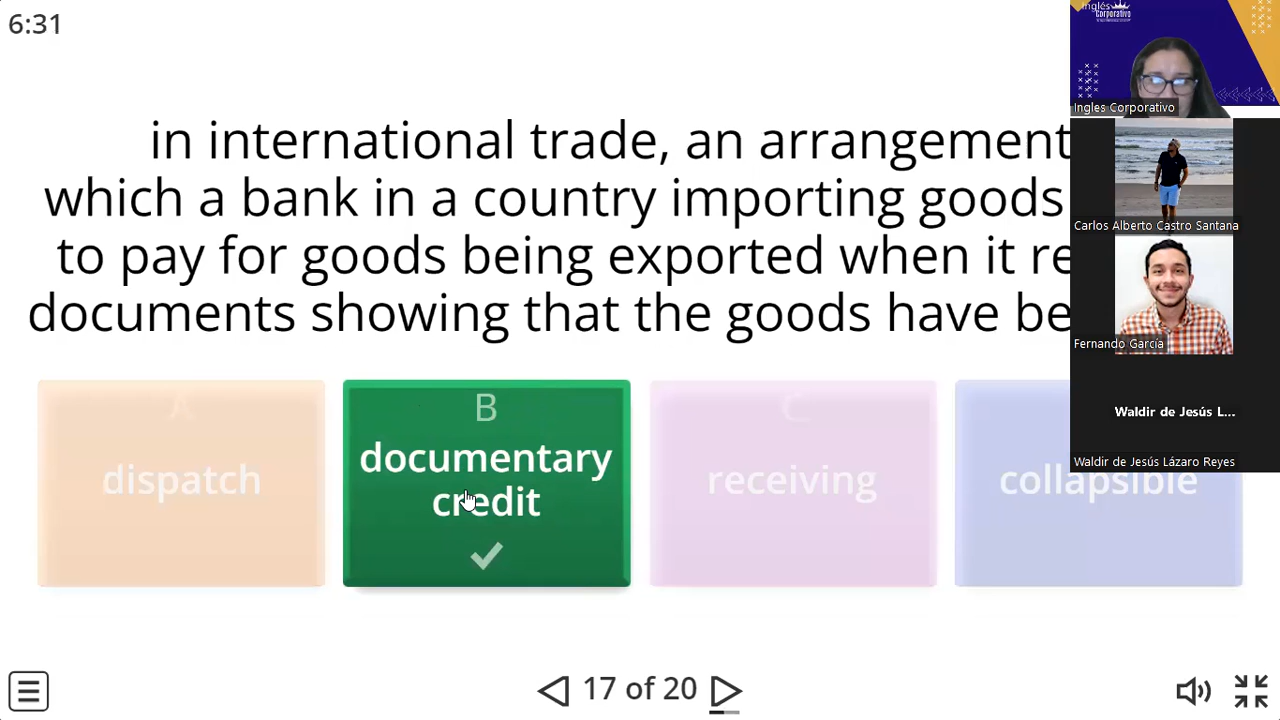 6:31
in international trade, an arrangement
which a bank in a country importing goods
to pay for goods being exported when it re
documents showing that the goods have be
A
dispatch
B
documentary
credit
C
receiving
collapsible
17 of 20
Inglés
corporativo
Ingles Corporativo
Carlos Alberto Castro Santana
Fernando García
Waldir de Jesús L...
Waldir de Jesús Lázaro Reyes